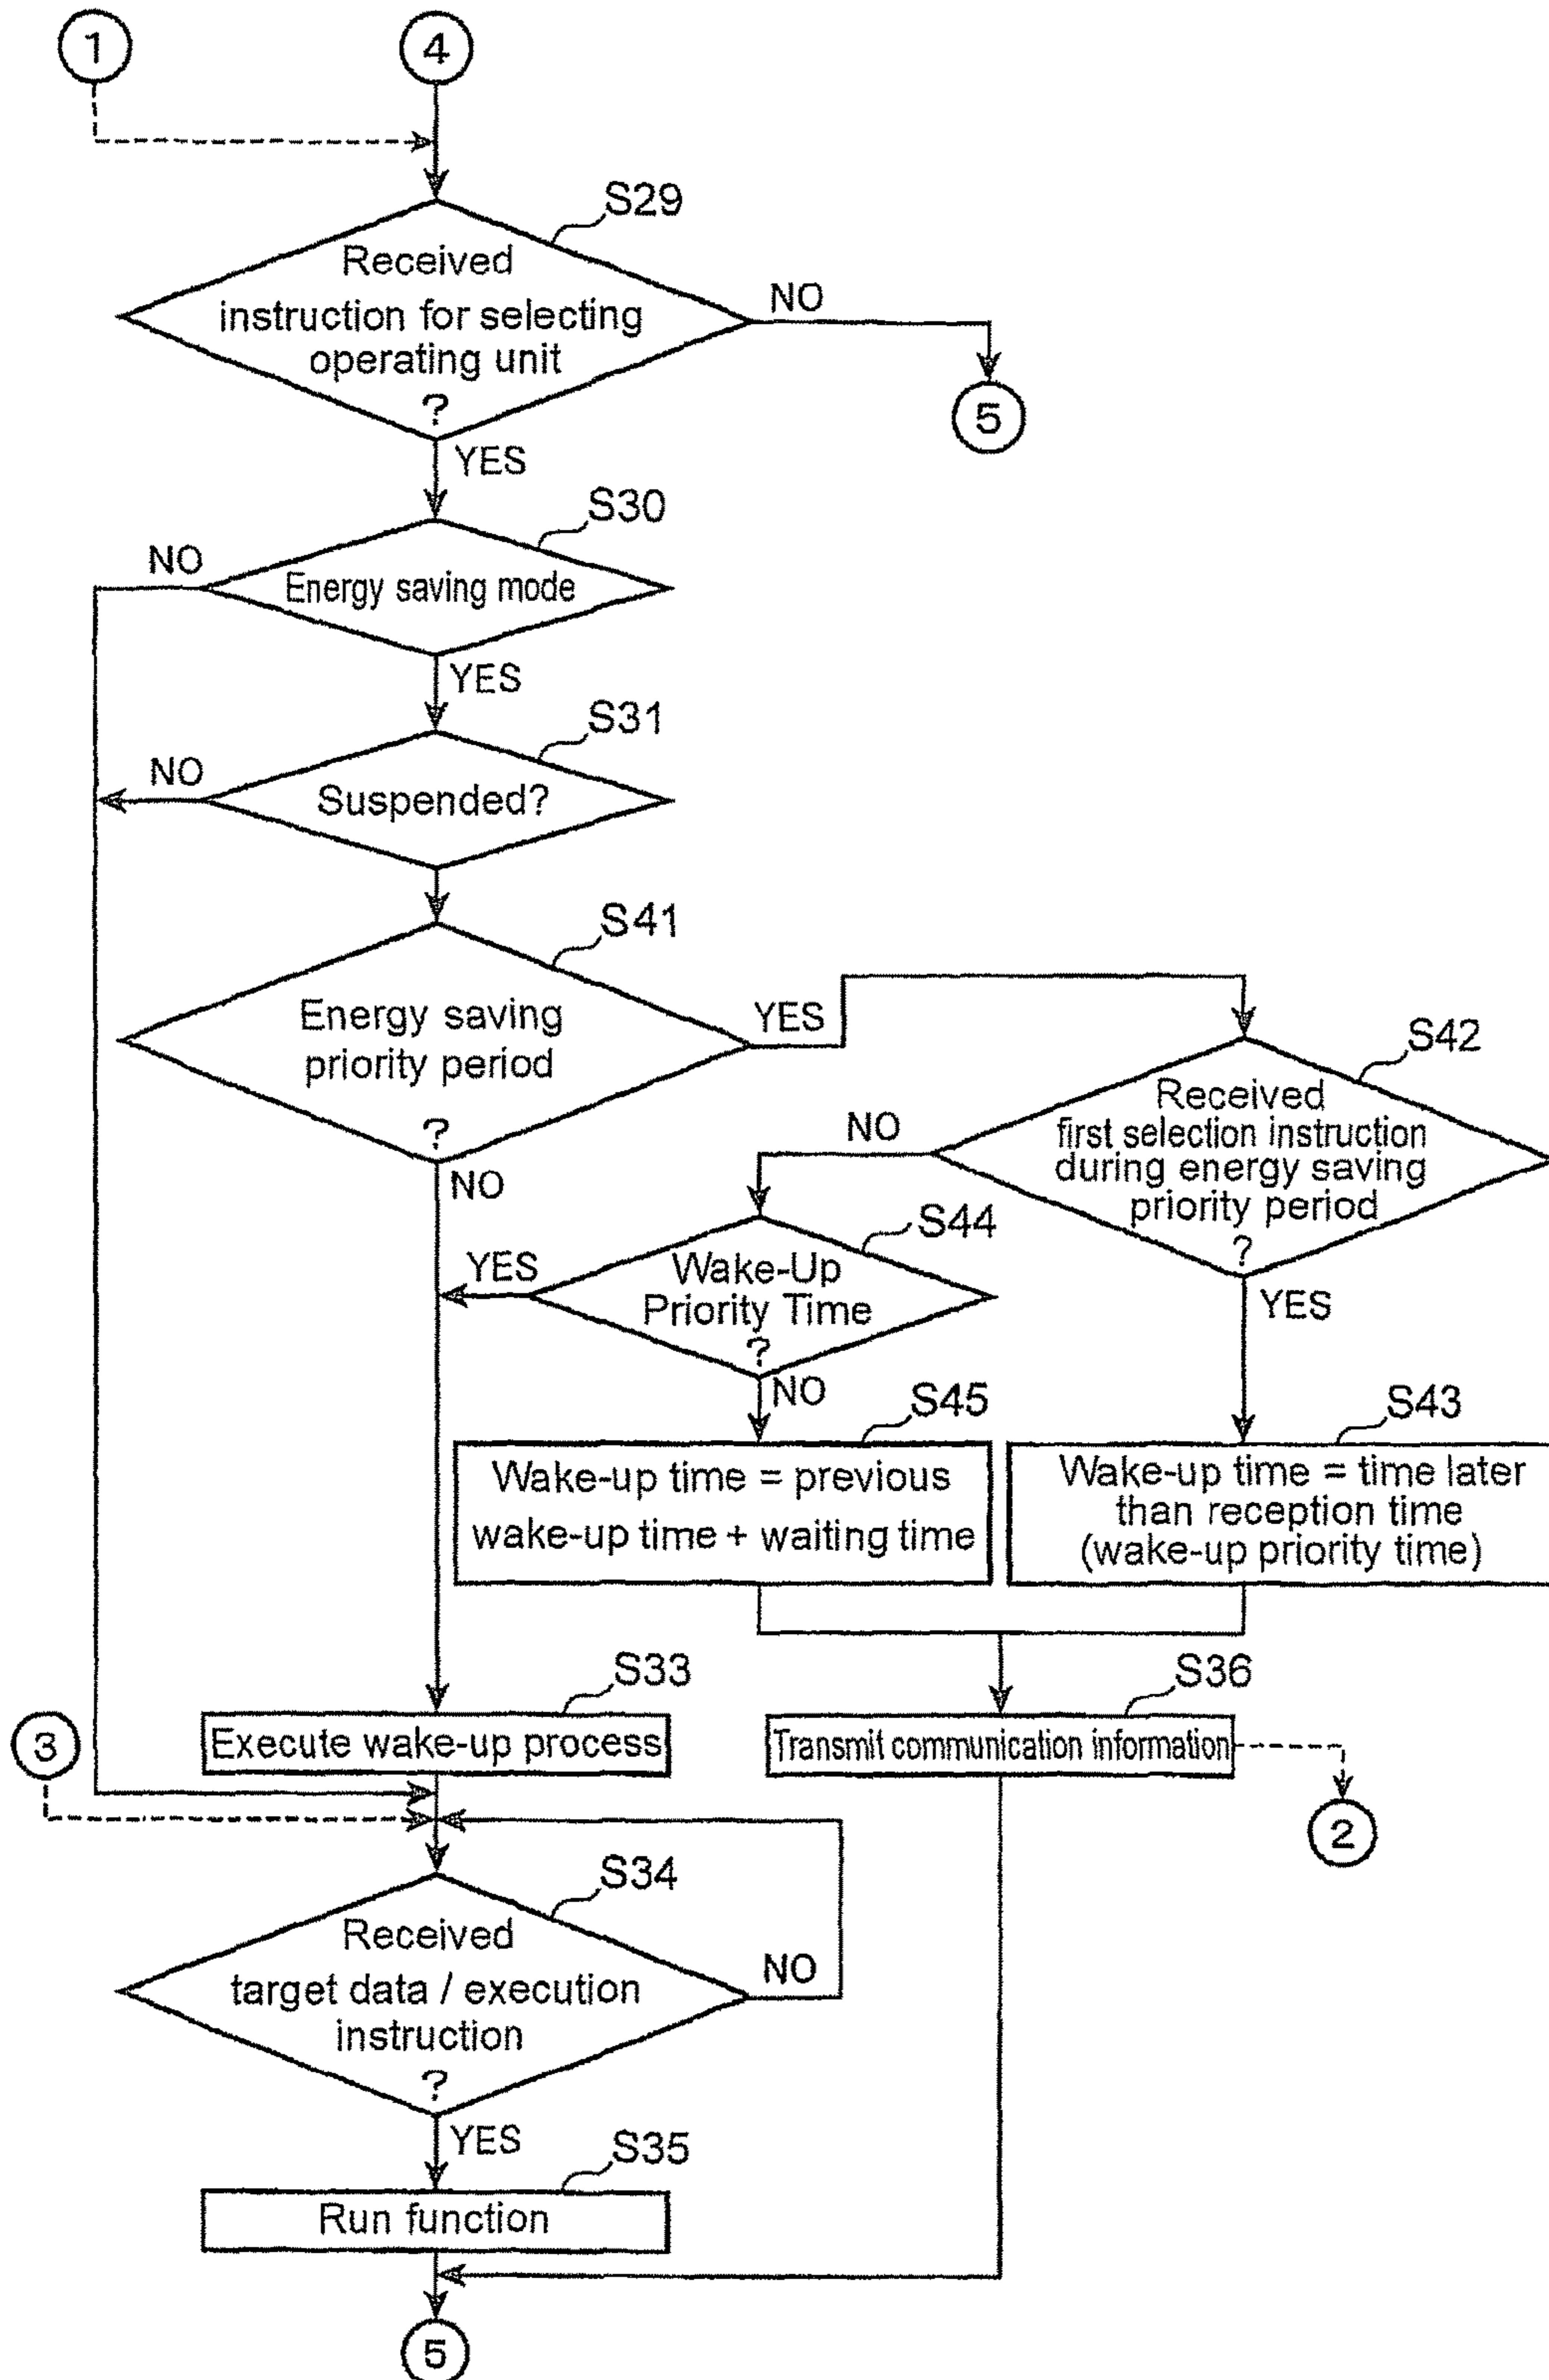 1
4
S29
Received
instruction for selecting
operating unit
?
NO
5
YES
S30
NO
Energy saving mode
YES
S31
NO
Suspended?
S41
Energy saving
priority period
?
YES
NO
S42
Received
first selection instruction
during energy saving
priority period
?
NO
YES
S44
Wake-Up
Priority Time
?
YES
NO
S45
Wake-up time = previous
wake-up time + waiting time
S43
Wake-up time = time later
than reception time
(wake-up priority time)
S33
Execute wake-up process
S36
Transmit communication information
3
2
S34
Received
target data / execution
instruction
?
NO
YES
S35
Run function
5